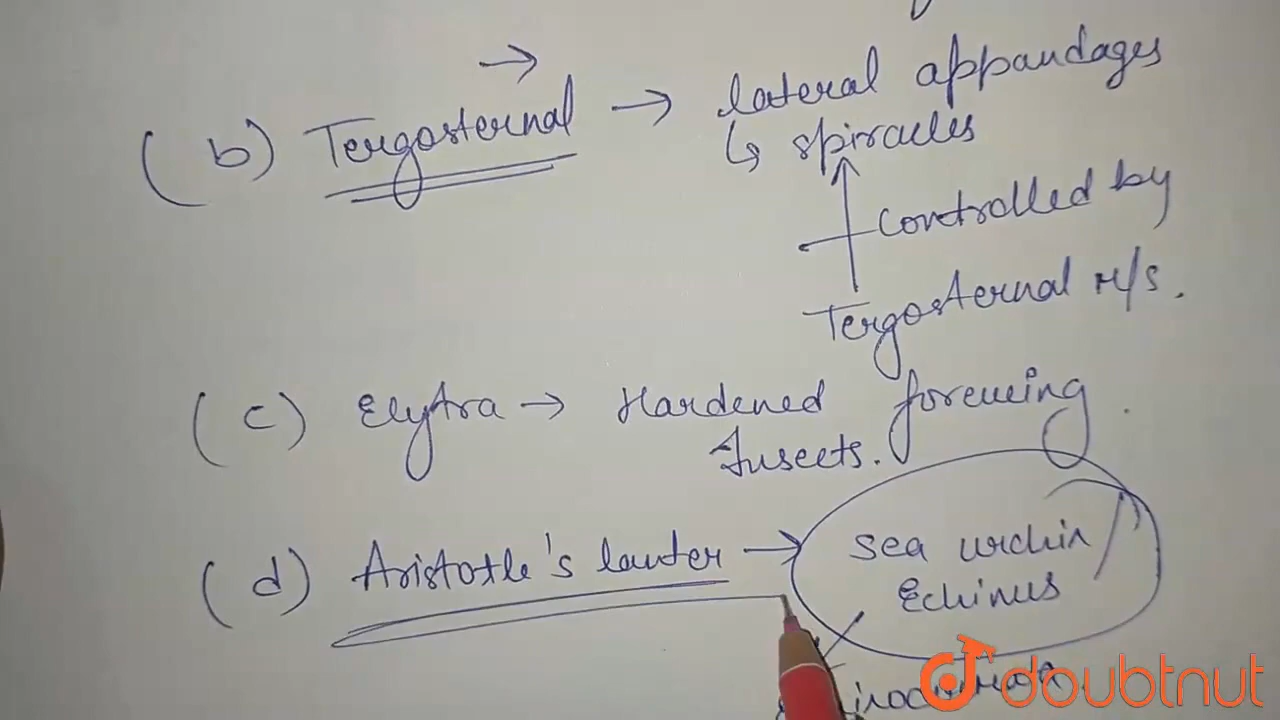 (b) Tergosternal → lateral appandages
↳ spiracles
controlled by
Tergosternal M/s.
(c) Elytra → Hardened forewing
Insects.
(d) Aristotle's lanter → Sea urchin
Echinus
doubtnut